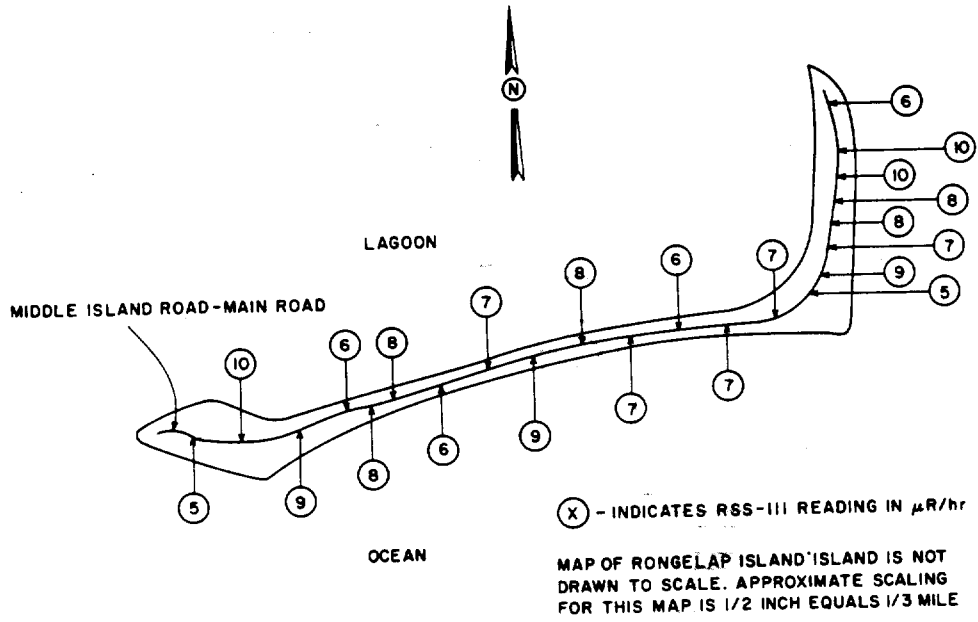 N
6
10
10
8
8
7
9
5
LAGOON
7
6
8
7
MIDDLE ISLAND ROAD-MAIN ROAD
8
6
10
7
7
9
6
8
9
5
X - INDICATES RSS-III READING IN μR/hr
OCEAN
MAP OF RONGELAP ISLAND ISLAND IS NOT
DRAWN TO SCALE. APPROXIMATE SCALING
FOR THIS MAP IS 1/2 INCH EQUALS 1/3 MILE